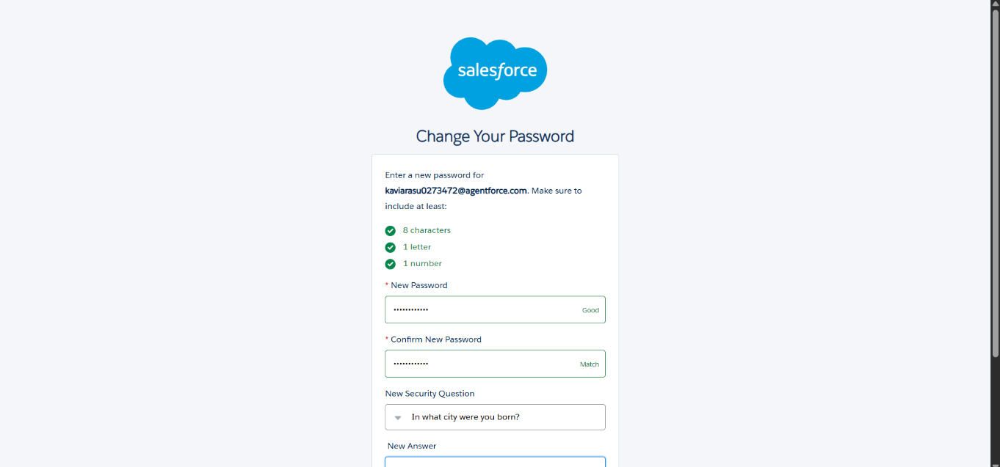 salesforce
Change Your Password
Enter a new password for
kaviarasu0273472@agentforce.com. Make sure to
include at least:
8 characters
1 letter
1 number
* New Password
•••••••••••• Good
* Confirm New Password
•••••••••••• Match
New Security Question
In what city were you born?
New Answer